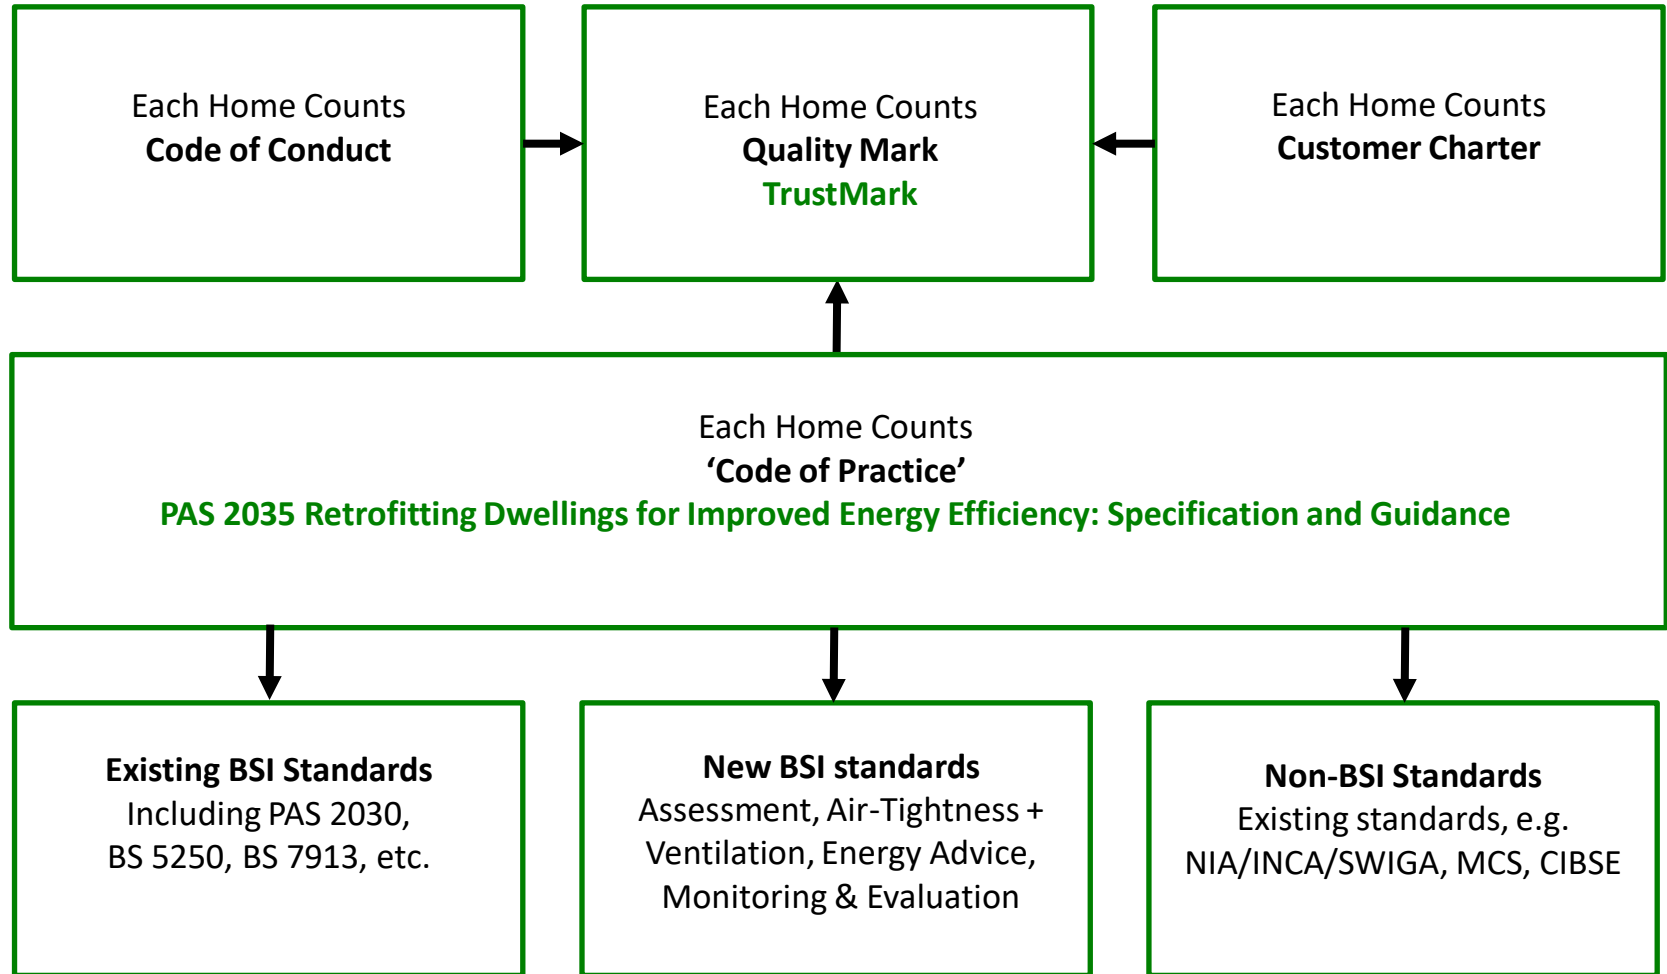 Each Home Counts
Code of Conduct
Each Home Counts
Quality Mark
TrustMark
Each Home Counts
Customer Charter
Each Home Counts
‘Code of Practice’
PAS 2035 Retrofitting Dwellings for Improved Energy Efficiency: Specification and Guidance
Existing BSI Standards
Including PAS 2030,
BS 5250, BS 7913, etc.
New BSI standards
Assessment, Air-Tightness +
Ventilation, Energy Advice,
Monitoring & Evaluation
Non-BSI Standards
Existing standards, e.g.
NIA/INCA/SWIGA, MCS, CIBSE